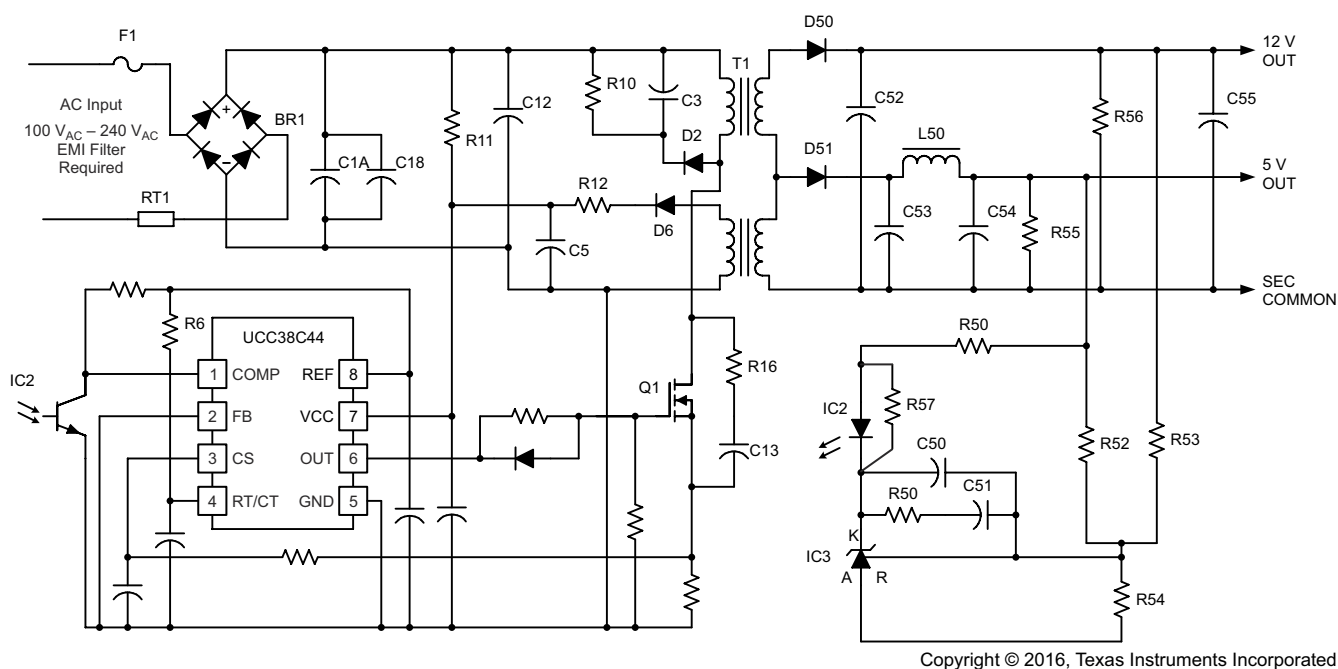 F1
D50
12 V
OUT
T1
AC Input
100 VAC – 240 VAC
EMI Filter
Required
+
BR1
–
R10
C3
C12
C52
R56
C55
R11
D2
L50
D51
5 V
OUT
C1A
C18
R12
RT1
D6
C53
C54
R55
C5
SEC
COMMON
R6
UCC38C44
R50
IC2
1
COMP
REF
8
R16
Q1
2
FB
VCC
7
IC2
R57
3
CS
OUT
6
C13
C50
R52
R53
4
RT/CT
GND
5
R50
C51
K
IC3
A
R
R54
Copyright © 2016, Texas Instruments Incorporated